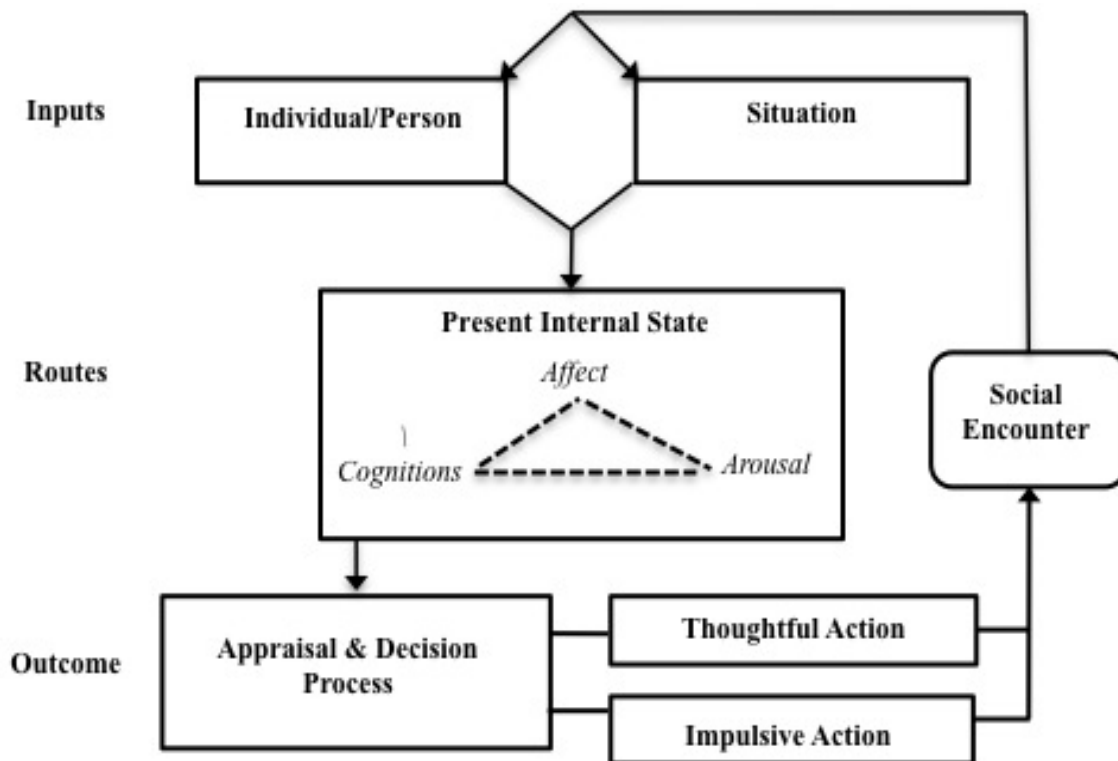 Inputs
Individual/Person
Situation
Routes
Present Internal State
Affect
Cognitions
Arousal
Social
Encounter
Outcome
Appraisal & Decision
Process
Thoughtful Action
Impulsive Action